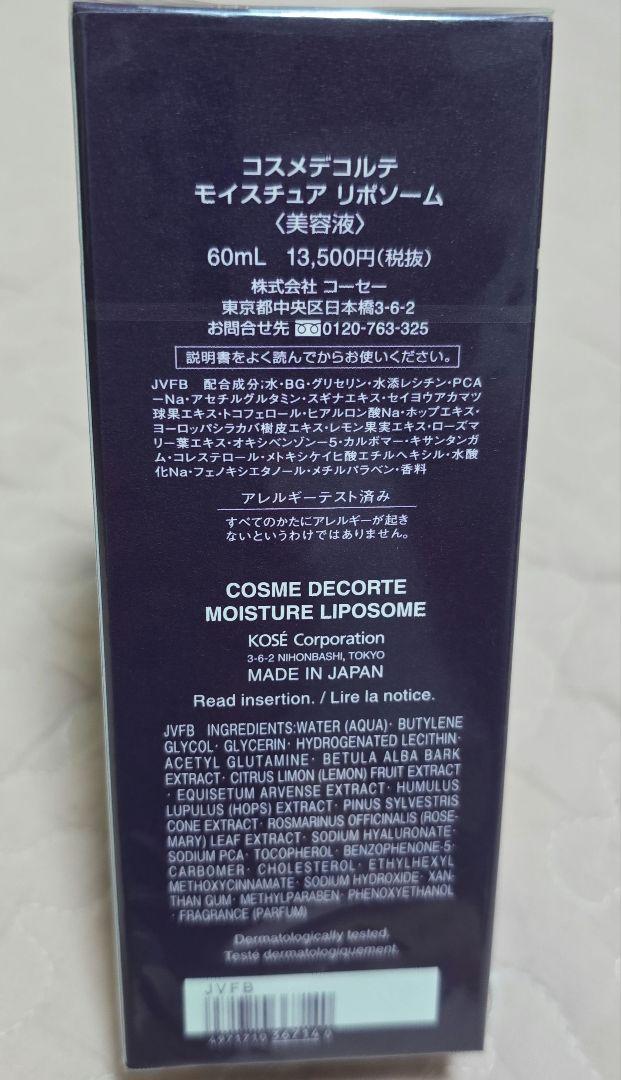 コスメデコルテ
モイスチュア リポソーム
〈美容液〉
60mL 13,500円(税抜)
株式会社 コーセー
東京都中央区日本橋3-6-2
お問合せ先 0120-763-325
説明書をよく読んでからお使いください。
JVFB 配合成分;水・BG・グリセリン・水添レシチン・PCA
ーNa・アセチルグルタミン・スギナエキス・セイヨウアカマツ
球果エキス・トコフェロール・ヒアルロン酸Na・ホップエキス・
ヨーロッパシラカバ樹皮エキス・レモン果実エキス・ローズマ
リー葉エキス・オキシベンゾンー5・カルボマー・キサンタンガ
ム・コレステロール・メトキシケイヒ酸エチルヘキシル・水酸
化Na・フェノキシエタノール・メチルパラベン・香料
アレルギーテスト済み
すべてのかたにアレルギーが起き
ないというわけではありません。
COSME DECORTE
MOISTURE LIPOSOME
KOSÉ Corporation
3-6-2 NIHONBASHI, TOKYO
MADE IN JAPAN
Read insertion. / Lire la notice.
JVFB INGREDIENTS:WATER (AQUA)· BUTYLENE
GLYCOL· GLYCERIN· HYDROGENATED LECITHIN·
ACETYL GLUTAMINE· BETULA ALBA BARK
EXTRACT· CITRUS LIMON (LEMON) FRUIT EXTRACT
· EQUISETUM ARVENSE EXTRACT· HUMULUS
LUPULUS (HOPS) EXTRACT· PINUS SYLVESTRIS
CONE EXTRACT· ROSMARINUS OFFICINALIS (ROSE-
MARY) LEAF EXTRACT· SODIUM HYALURONATE·
SODIUM PCA· TOCOPHEROL· BENZOPHENONE-5·
CARBOMER· CHOLESTEROL· ETHYLHEXYL
METHOXYCINNAMATE· SODIUM HYDROXIDE· XAN-
THAN GUM· METHYLPARABEN· PHENOXYETHANOL
· FRAGRANCE (PARFUM)
Dermatologically tested.
Testé dermatologiquement.
JVFB